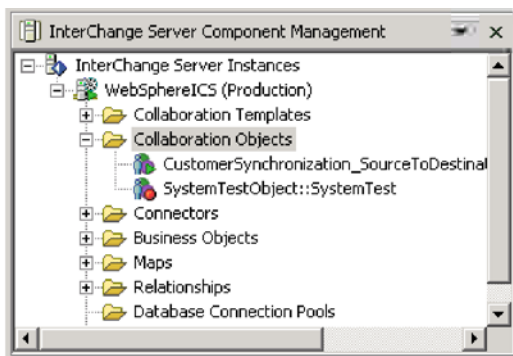 InterChange Server Component Management
InterChange Server Instances
WebSphereICS (Production)
Collaboration Templates
Collaboration Objects
CustomerSynchronization_SourceToDestinal
SystemTestObject::SystemTest
Connectors
Business Objects
Maps
Relationships
Database Connection Pools